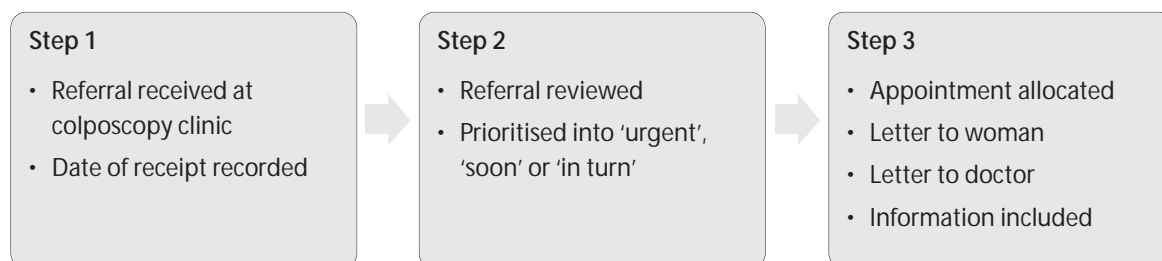 Step 1
• Referral received at
colposcopy clinic
• Date of receipt recorded
Step 2
• Referral reviewed
• Prioritised into ‘urgent’,
‘soon’ or ‘in turn’
Step 3
• Appointment allocated
• Letter to woman
• Letter to doctor
• Information included